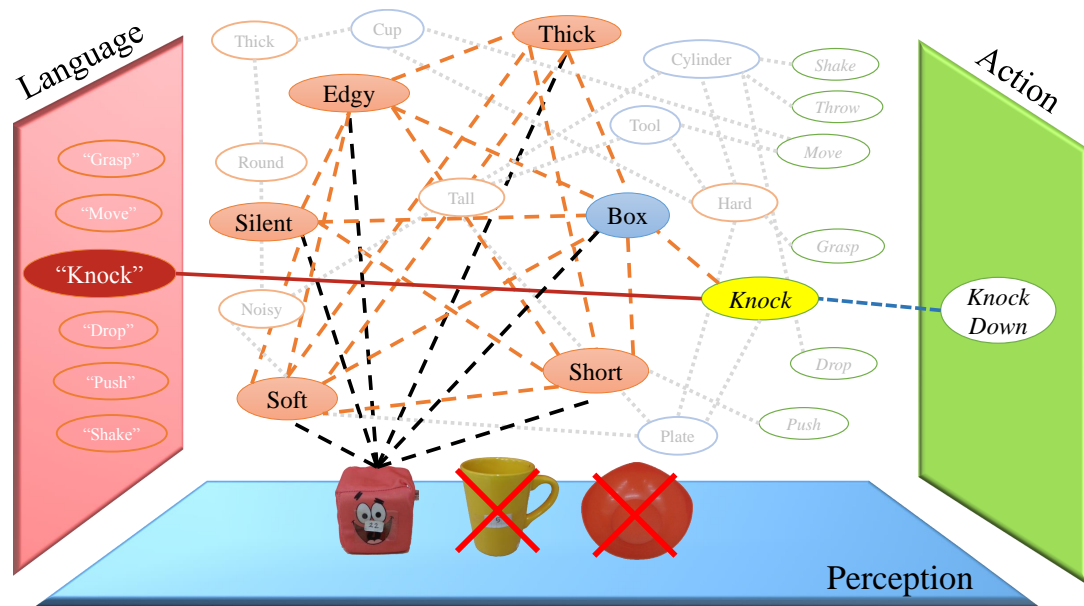 Language
“Grasp”
“Move”
“Knock”
“Drop”
“Push”
“Shake”
Thick
Cup
Thick
Edgy
Cylinder
Tool
Round
Tall
Silent
Box
Hard
Noisy
Knock
Soft
Short
Plate
Shake
Throw
Move
Grasp
Drop
Push
Action
Knock
Down
22
Perception